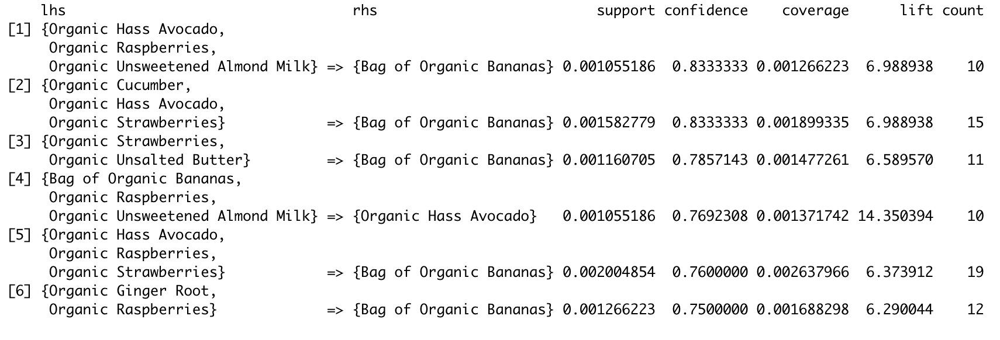 lhs                                  rhs                          support confidence    coverage      lift count
[1] {Organic Hass Avocado,
     Organic Raspberries,
     Organic Unsweetened Almond Milk} => {Bag of Organic Bananas} 0.001055186  0.8333333 0.001266223  6.988938    10
[2] {Organic Cucumber,
     Organic Hass Avocado,
     Organic Strawberries}            => {Bag of Organic Bananas} 0.001582779  0.8333333 0.001899335  6.988938    15
[3] {Organic Strawberries,
     Organic Unsalted Butter}         => {Bag of Organic Bananas} 0.001160705  0.7857143 0.001477261  6.589570    11
[4] {Bag of Organic Bananas,
     Organic Raspberries,
     Organic Unsweetened Almond Milk} => {Organic Hass Avocado}   0.001055186  0.7692308 0.001371742 14.350394    10
[5] {Organic Hass Avocado,
     Organic Raspberries,
     Organic Strawberries}            => {Bag of Organic Bananas} 0.002004854  0.7600000 0.002637966  6.373912    19
[6] {Organic Ginger Root,
     Organic Raspberries}             => {Bag of Organic Bananas} 0.001266223  0.7500000 0.001688298  6.290044    12